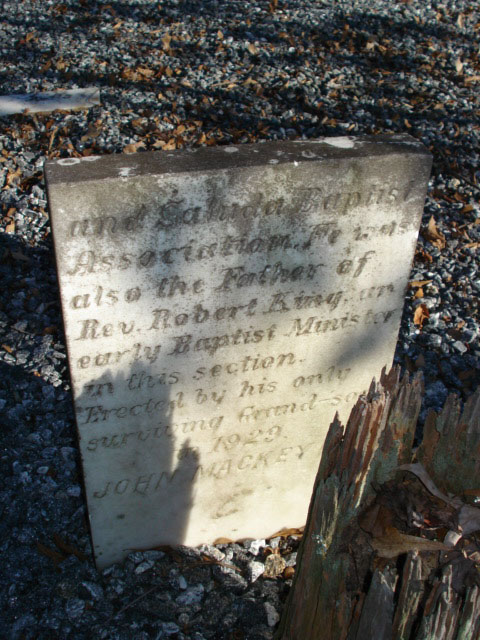 and Saluda Baptist
Association. He was
also the Father of
Rev. Robert King, an
early Baptist Minister
in this section.
Erected by his only
surviving Grand-son
1929.
JOHN MACKEY